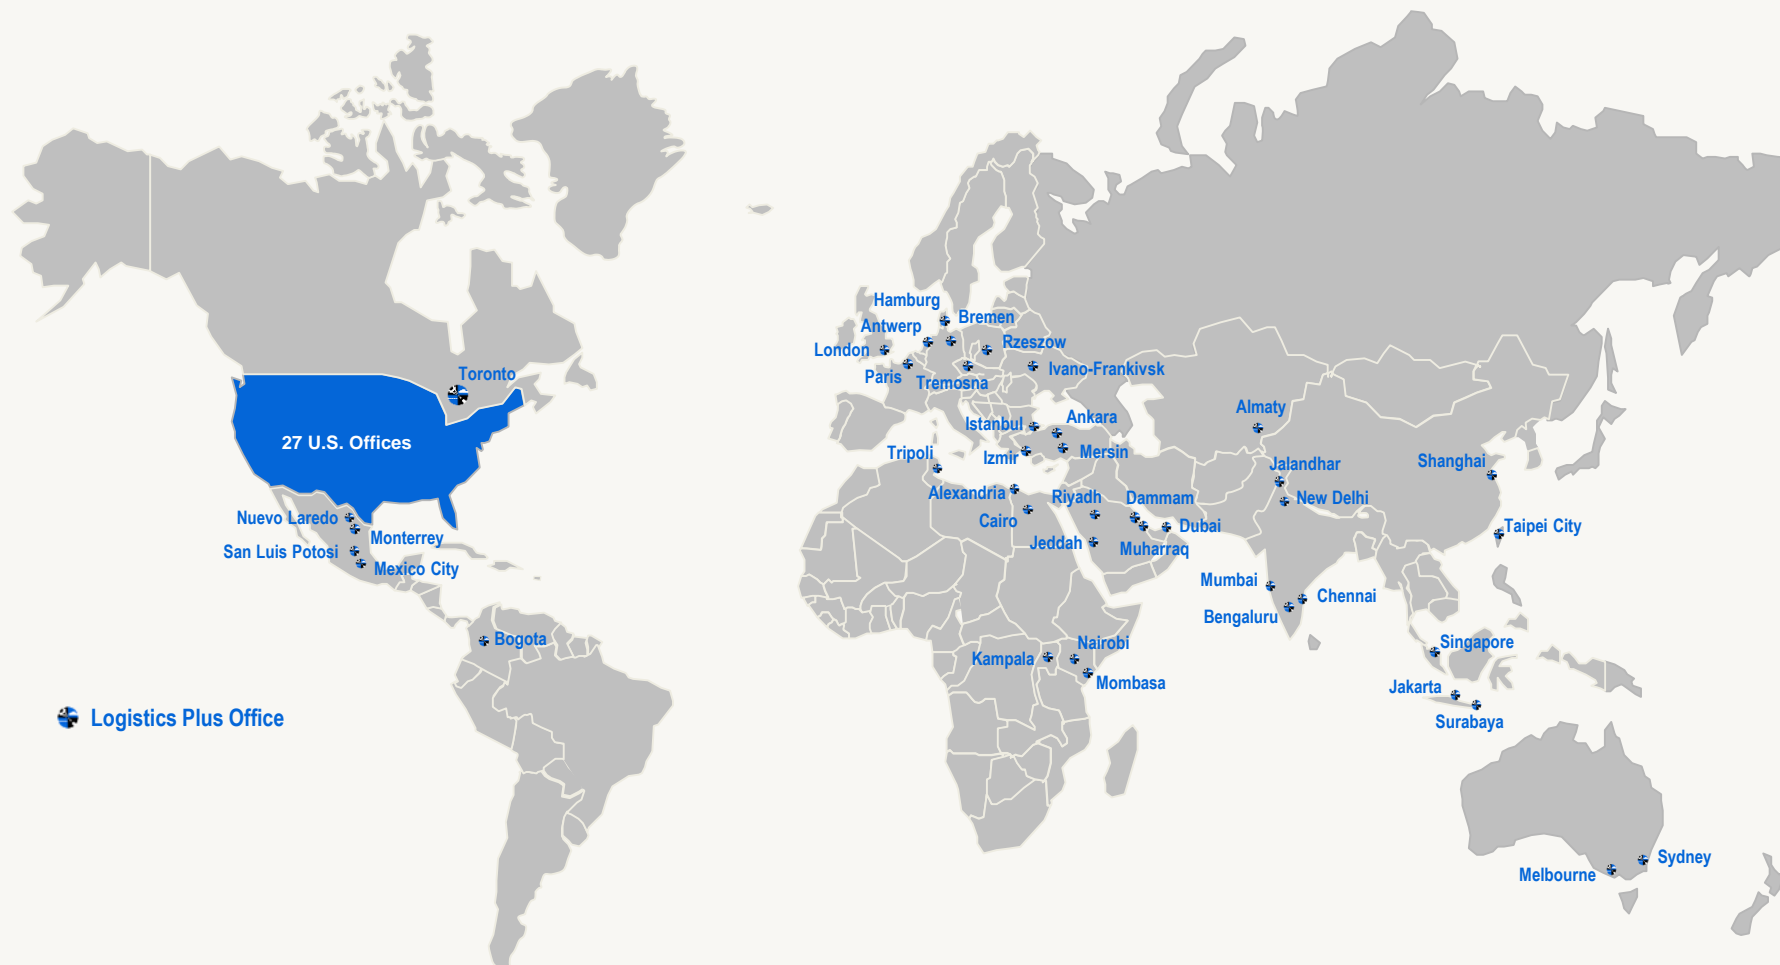 Hamburg
Bremen
Antwerp
London
Rzeszow
Paris
Tremosna
Ivano-Frankivsk
Toronto
27 U.S. Offices
Istanbul
Ankara
Izmir
Mersin
Tripoli
Almaty
Alexandria
Cairo
Riyadh
Dammam
Dubai
Jeddah
Muharraq
Jalandhar
New Delhi
Shanghai
Taipei City
Nuevo Laredo
Monterrey
San Luis Potosi
Mexico City
Mumbai
Chennai
Bengaluru
Bogota
Kampala
Nairobi
Mombasa
Singapore
Jakarta
Surabaya
Logistics Plus Office
Sydney
Melbourne